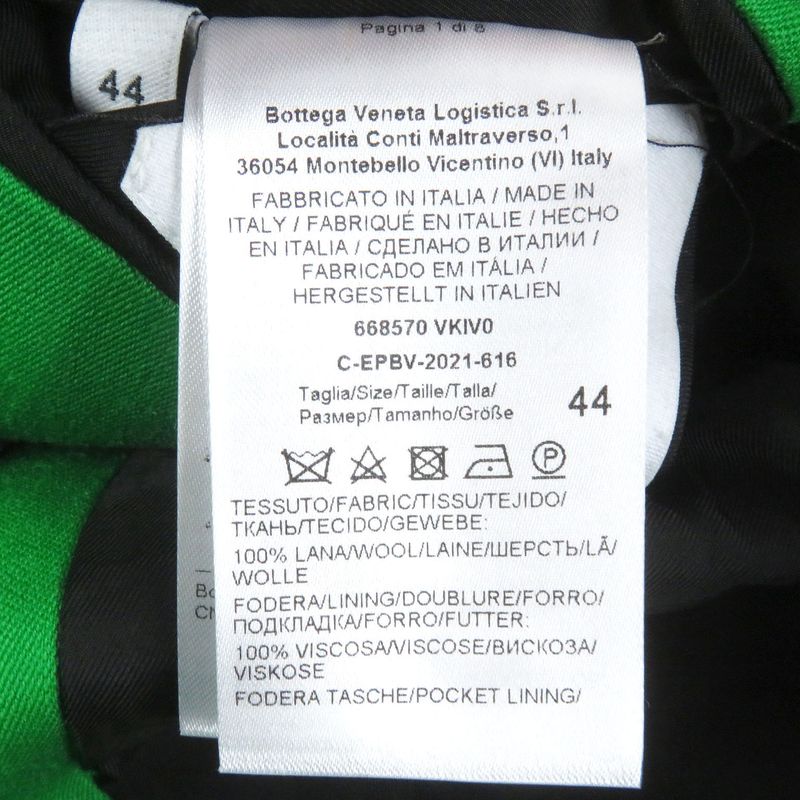 Pagina 1 di 8
44
Bottega Veneta Logistica S.r.l.
Località Conti Maltraverso,1
36054 Montebello Vicentino (VI) Italy
FABBRICATO IN ITALIA / MADE IN
ITALY / FABRIQUÉ EN ITALIE / HECHO
EN ITALIA / СДЕЛАНО В ИТАЛИИ /
FABRICADO EM ITÁLIA /
HERGESTELLT IN ITALIEN
668570 VKIV0
C-EPBV-2021-616
Taglia/Size/Taille/Talla/
Размер/Tamanho/Größe
44
P
TESSUTO/FABRIC/TISSU/TEJIDO/
ТКАНЬ/TECIDO/GEWEBE:
100% LANA/WOOL/LAINE/ШЕРСТЬ/LÃ/
WOLLE
FODERA/LINING/DOUBLURE/FORRO/
ПОДКЛАДКА/FORRO/FUTTER:
100% VISCOSA/VISCOSE/ВИСКОЗА/
VISKOSE
FODERA TASCHE/POCKET LINING/